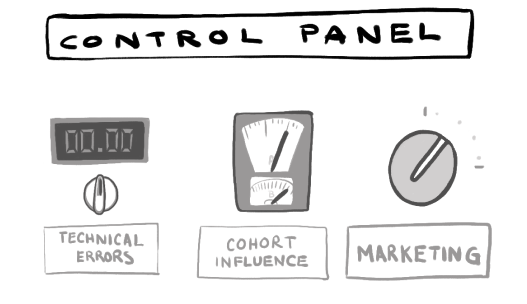 CONTROL PANEL
00.00
TECHNICAL
ERRORS
COHORT
INFLUENCE
MARKETING